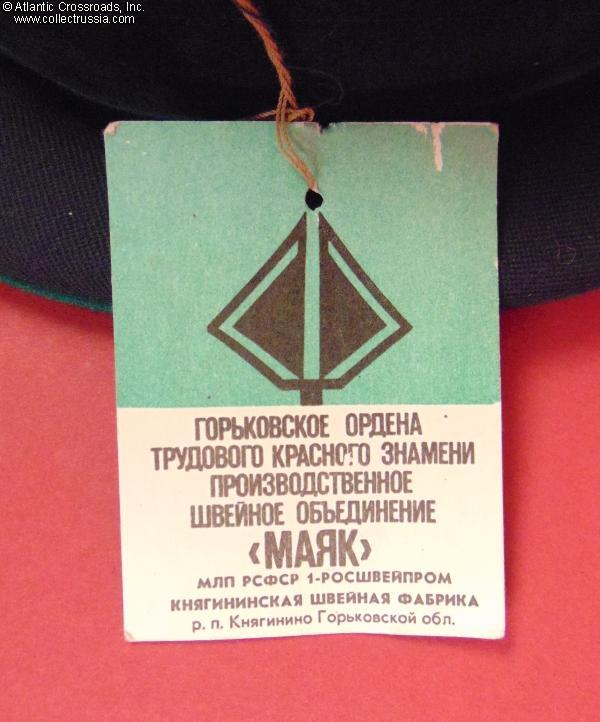 © Atlantic Crossroads, Inc.
www.collectrussia.com
ГОРЬКОВСКОЕ ОРДЕНА
ТРУДОВОГО КРАСНОГО ЗНАМЕНИ
ПРОИЗВОДСТВЕННОЕ
ШВЕЙНОЕ ОБЪЕДИНЕНИЕ
«МАЯК»
МЛП РСФСР 1-РОСШВЕЙПРОМ
КНЯГИНИНСКАЯ ШВЕЙНАЯ ФАБРИКА
р. п. Княгинино Горьковской обл.